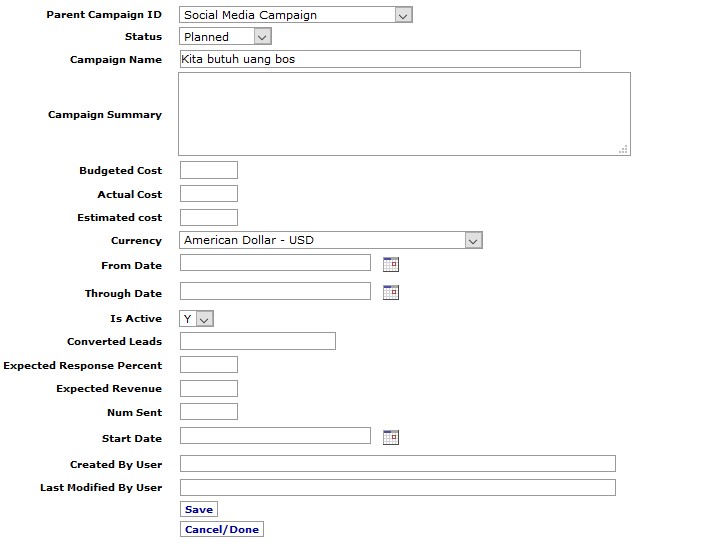 Parent Campaign ID Social Media Campaign
Status Planned
Campaign Name Kita butuh uang bos
Campaign Summary
Budgeted Cost
Actual Cost
Estimated cost
Currency American Dollar - USD
From Date
Through Date
Is Active Y
Converted Leads
Expected Response Percent
Expected Revenue
Num Sent
Start Date
Created By User
Last Modified By User
Save
Cancel/Done